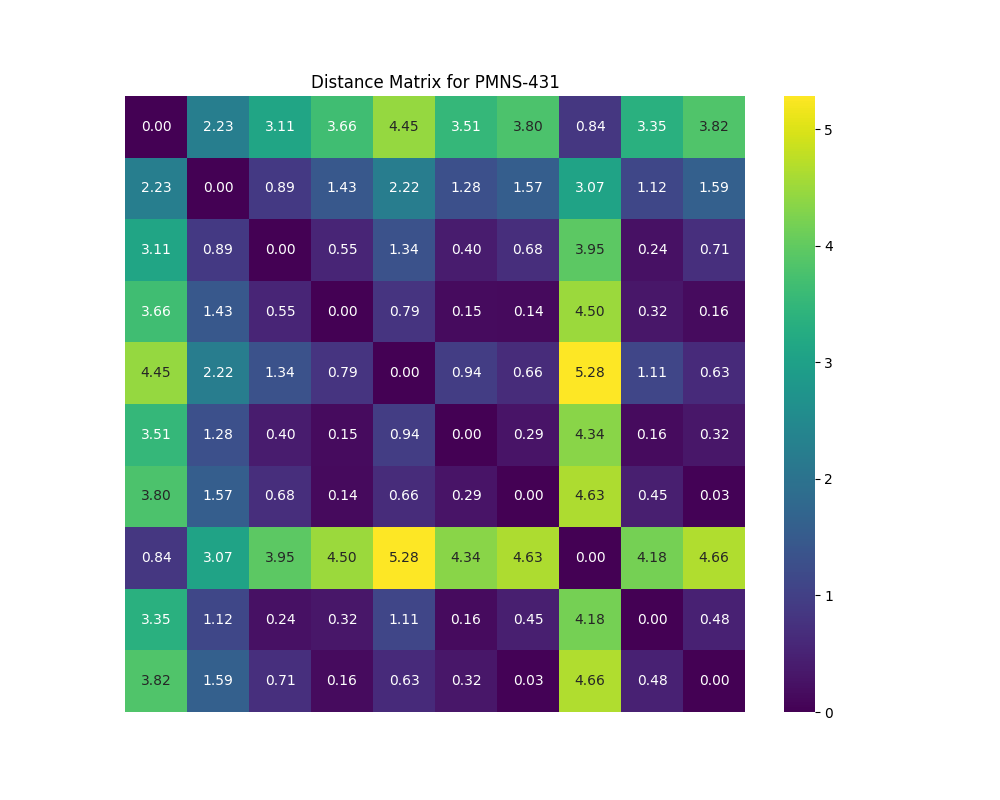 Distance Matrix for PMNS-431
0.00 2.23 3.11 3.66 4.45 3.51 3.80 0.84 3.35 3.82
2.23 0.00 0.89 1.43 2.22 1.28 1.57 3.07 1.12 1.59
3.11 0.89 0.00 0.55 1.34 0.40 0.68 3.95 0.24 0.71
3.66 1.43 0.55 0.00 0.79 0.15 0.14 4.50 0.32 0.16
4.45 2.22 1.34 0.79 0.00 0.94 0.66 5.28 1.11 0.63
3.51 1.28 0.40 0.15 0.94 0.00 0.29 4.34 0.16 0.32
3.80 1.57 0.68 0.14 0.66 0.29 0.00 4.63 0.45 0.03
0.84 3.07 3.95 4.50 5.28 4.34 4.63 0.00 4.18 4.66
3.35 1.12 0.24 0.32 1.11 0.16 0.45 4.18 0.00 0.48
3.82 1.59 0.71 0.16 0.63 0.32 0.03 4.66 0.48 0.00
5
4
3
2
1
0